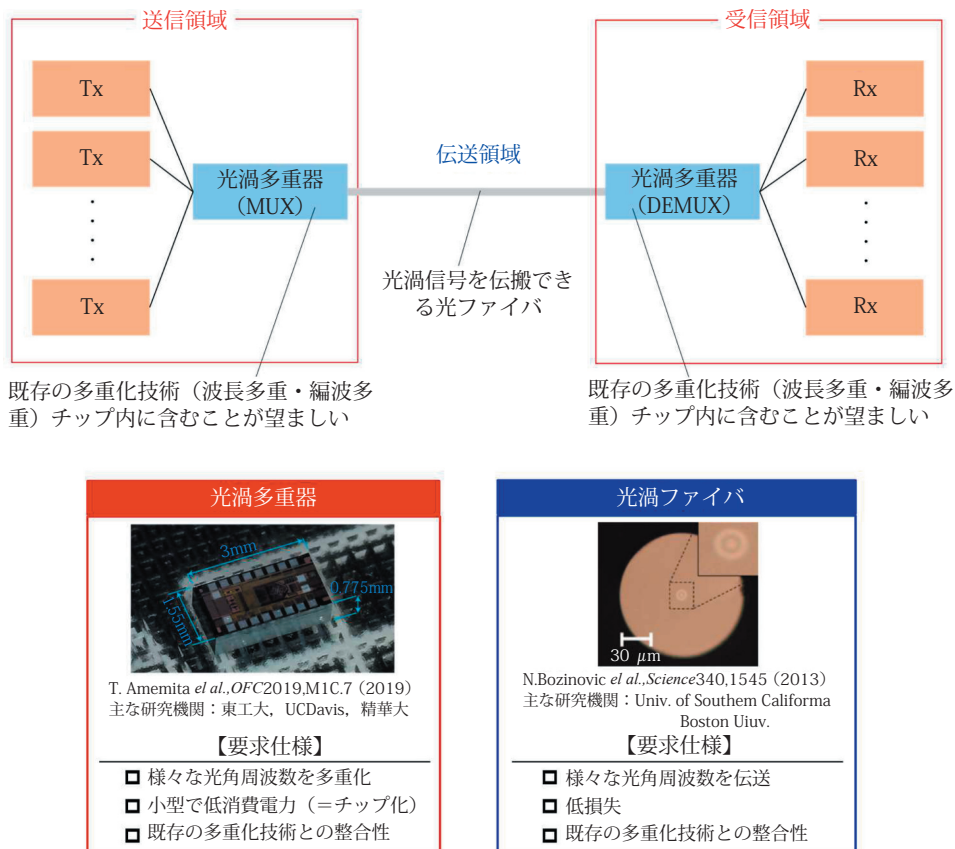 送信領域
受信領域
Tx
Tx
Tx
光渦多重器
（MUX）
伝送領域
光渦多重器
（DEMUX）
Rx
Rx
Rx
光渦信号を伝搬でき
る光ファイバ
既存の多重化技術（波長多重・編波多
重）チップ内に含むことが望ましい
既存の多重化技術（波長多重・編波多
重）チップ内に含むことが望ましい
光渦多重器
3mm
1.55mm
0.775mm
T. Amemita el al.,OFC2019,M1C.7（2019）
主な研究機関：東工大，UCDavis，精華大
【要求仕様】
様々な光角周波数を多重化
小型で低消費電力（＝チップ化）
既存の多重化技術との整合性
光渦ファイバ
30 μm
N.Bozinovic el al.,Science340,1545（2013）
主な研究機関：Univ. of Southem Califorma
Boston Uiuv.
【要求仕様】
様々な光角周波数を伝送
低損失
既存の多重化技術との整合性